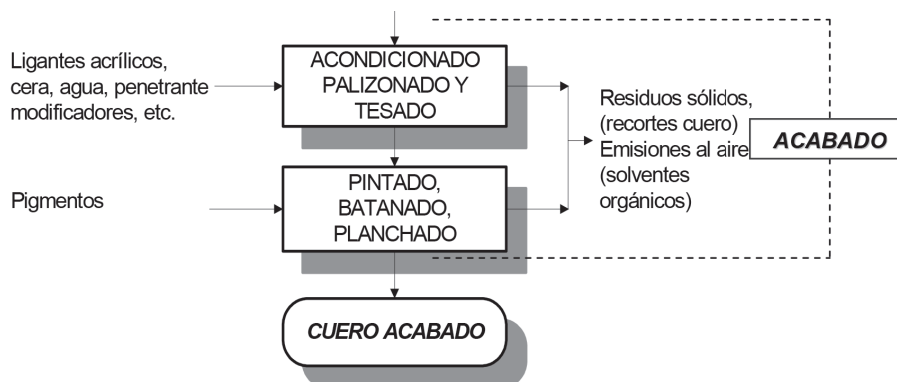 Ligantes acrílicos,
cera, agua, penetrante
modificadores, etc.
ACONDICIONADO
PALIZONADO Y
TESADO
Residuos sólidos,
(recortes cuero)
Emisiones al aire
(solventes
orgánicos)
ACABADO
Pigmentos
PINTADO,
BATANADO,
PLANCHADO
CUERO ACABADO